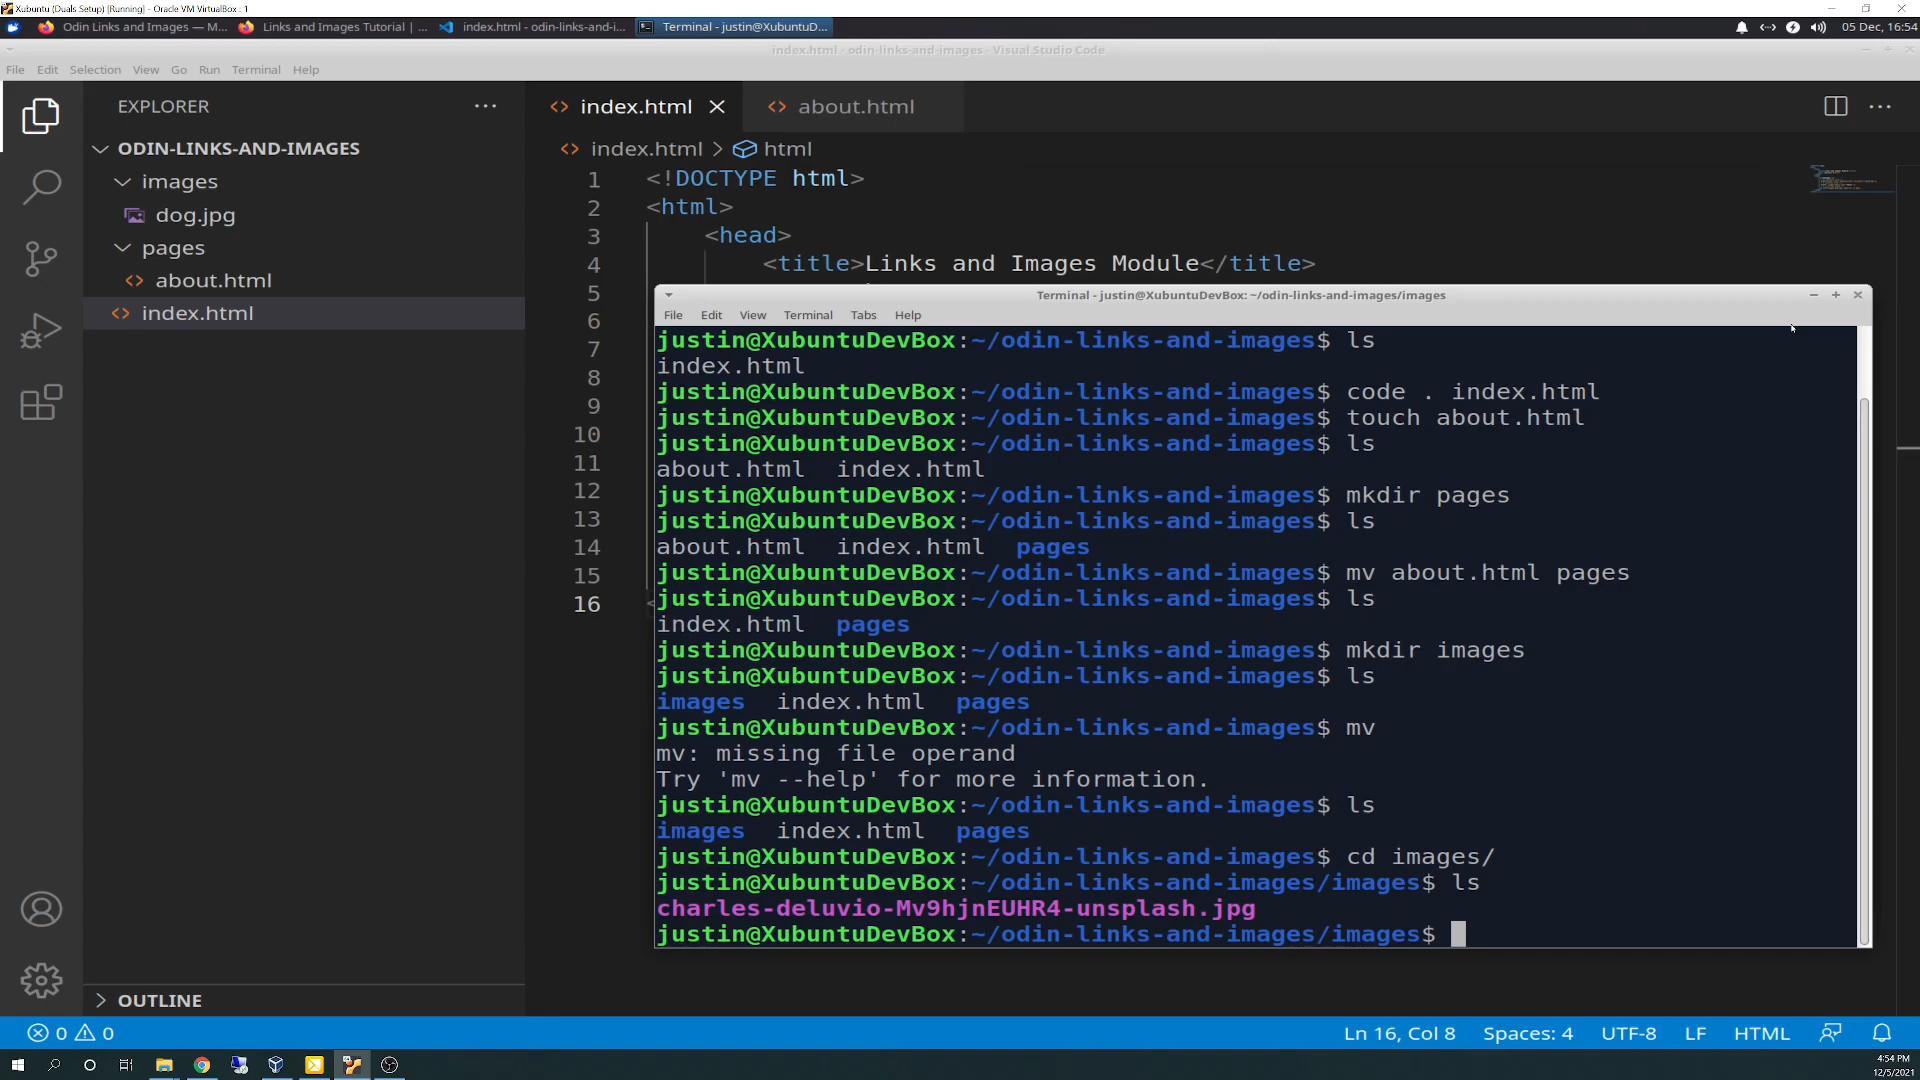 Xubuntu (Duals Setup) [Running] - Oracle VM VirtualBox : 1
Odin Links and Images — M...
Links and Images Tutorial | ...
index.html - odin-links-and-i...
Terminal - justin@XubuntuD...
05 Dec, 16:54
index.html - odin-links-and-images - Visual Studio Code
File Edit Selection View Go Run Terminal Help
EXPLORER
ODIN-LINKS-AND-IMAGES
images
dog.jpg
pages
about.html
index.html
OUTLINE
index.html
about.html
index.html > html
1 <!DOCTYPE html>
2 <html>
3 <head>
4 <title>Links and Images Module</title>
5
6
7
8
9
10
11
12
13
14
15
16
Terminal - justin@XubuntuDevBox: ~/odin-links-and-images/images
File Edit View Terminal Tabs Help
justin@XubuntuDevBox:~/odin-links-and-images$ ls
index.html
justin@XubuntuDevBox:~/odin-links-and-images$ code . index.html
justin@XubuntuDevBox:~/odin-links-and-images$ touch about.html
justin@XubuntuDevBox:~/odin-links-and-images$ ls
about.html index.html
justin@XubuntuDevBox:~/odin-links-and-images$ mkdir pages
justin@XubuntuDevBox:~/odin-links-and-images$ ls
about.html index.html pages
justin@XubuntuDevBox:~/odin-links-and-images$ mv about.html pages
justin@XubuntuDevBox:~/odin-links-and-images$ ls
index.html pages
justin@XubuntuDevBox:~/odin-links-and-images$ mkdir images
justin@XubuntuDevBox:~/odin-links-and-images$ ls
images index.html pages
justin@XubuntuDevBox:~/odin-links-and-images$ mv
mv: missing file operand
Try 'mv --help' for more information.
justin@XubuntuDevBox:~/odin-links-and-images$ ls
images index.html pages
justin@XubuntuDevBox:~/odin-links-and-images$ cd images/
justin@XubuntuDevBox:~/odin-links-and-images/images$ ls
charles-deluvio-Mv9hjnEUHR4-unsplash.jpg
justin@XubuntuDevBox:~/odin-links-and-images/images$
0 0
Ln 16, Col 8 Spaces: 4 UTF-8 LF HTML
4:54 PM
12/5/2021